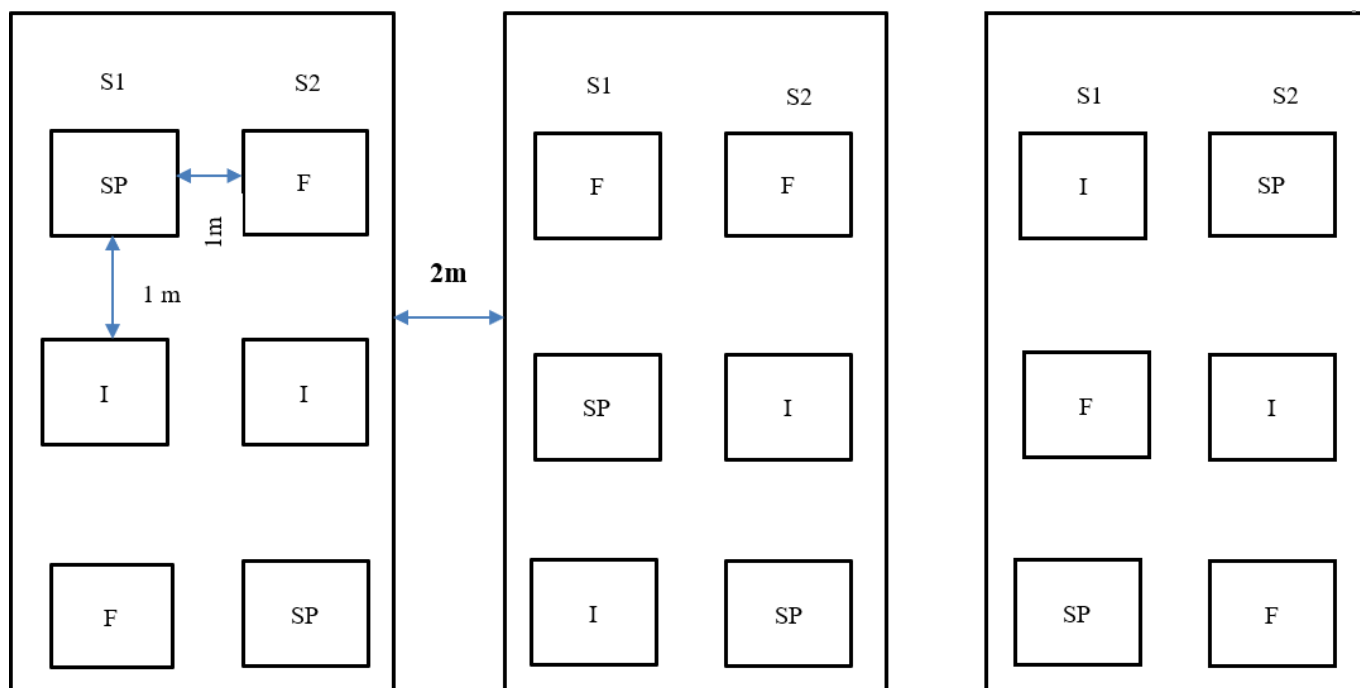 S1 S2
SP F
1m
1 m
I I
F SP
2m
S1 S2
F F
SP I
I SP
S1 S2
I SP
F I
SP F